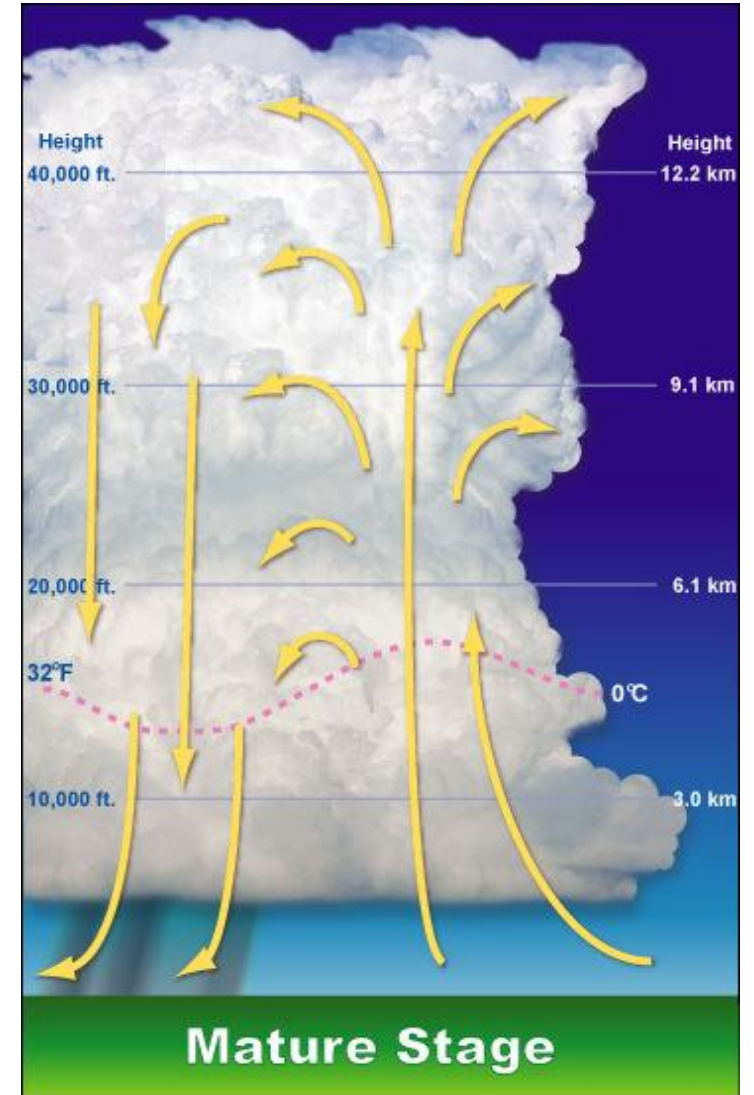 Height
Height
40,000 ft.
12.2 km
30,000 ft.
9.1 km
20,000 ft.
6.1 km
32°F
0°C
10,000 ft.
3.0 km
Mature Stage